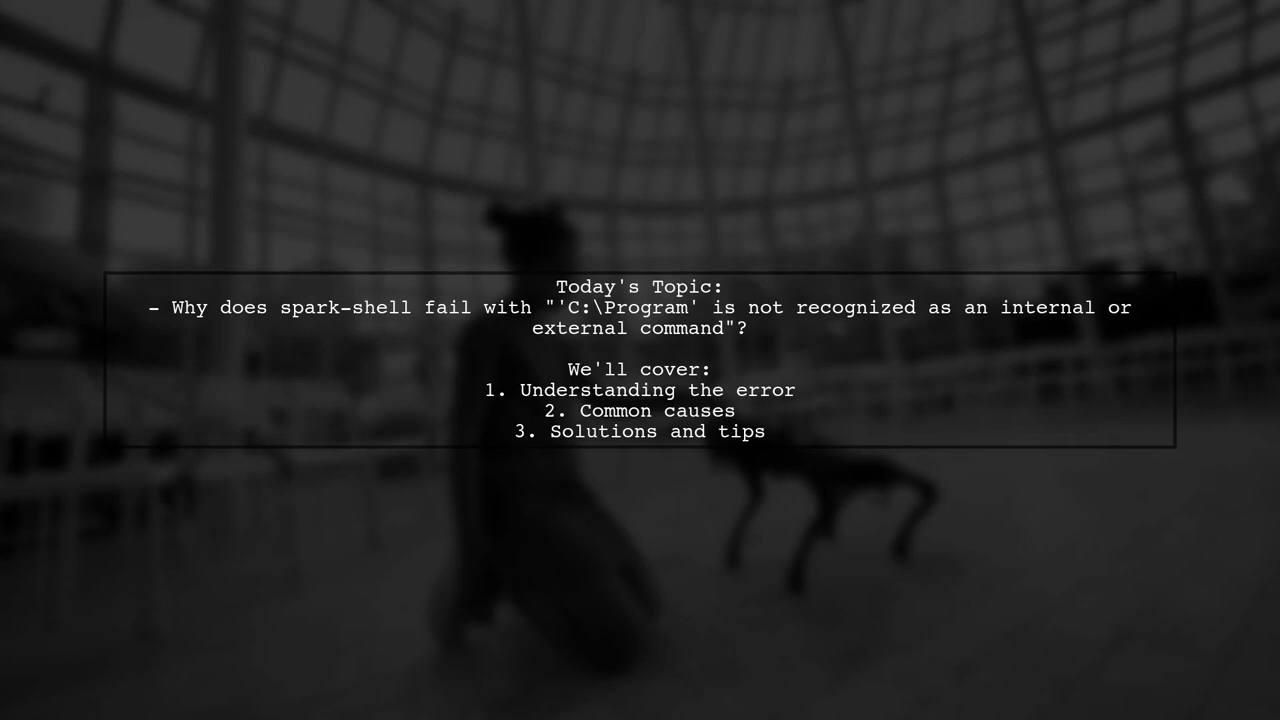 Today's Topic:
– Why does spark-shell fail with "'C:\Program' is not recognized as an internal or
external command"?
We'll cover:
1. Understanding the error
2. Common causes
3. Solutions and tips